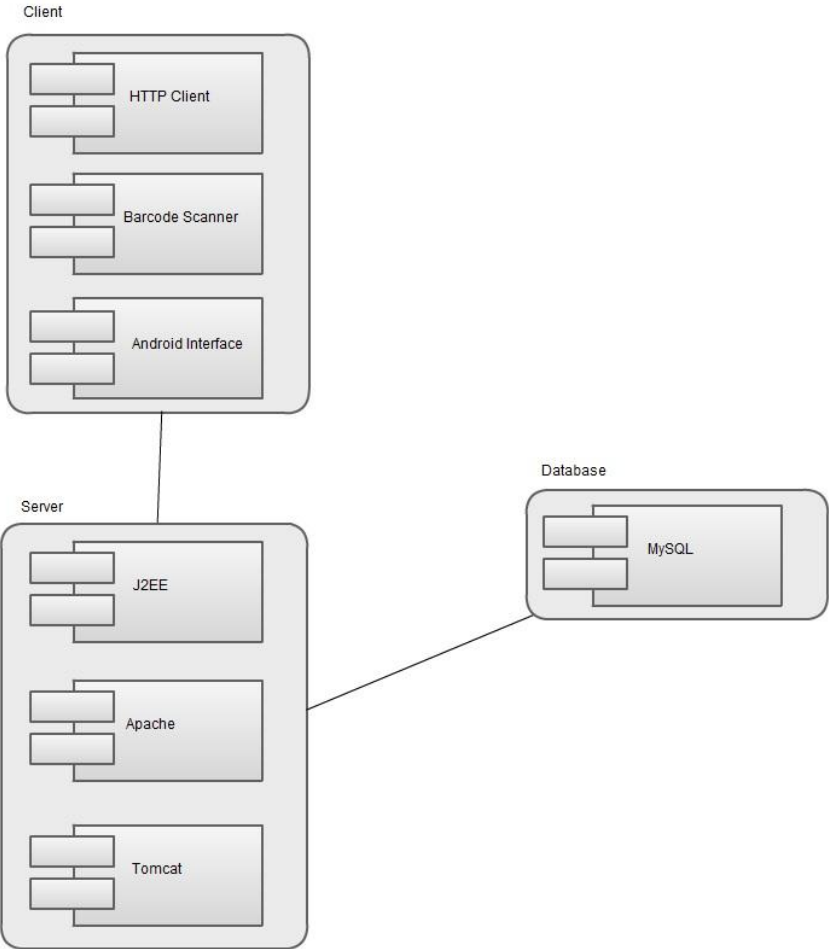 Client
HTTP Client
Barcode Scanner
Android Interface
Server
J2EE
Apache
Tomcat
Database
MySQL